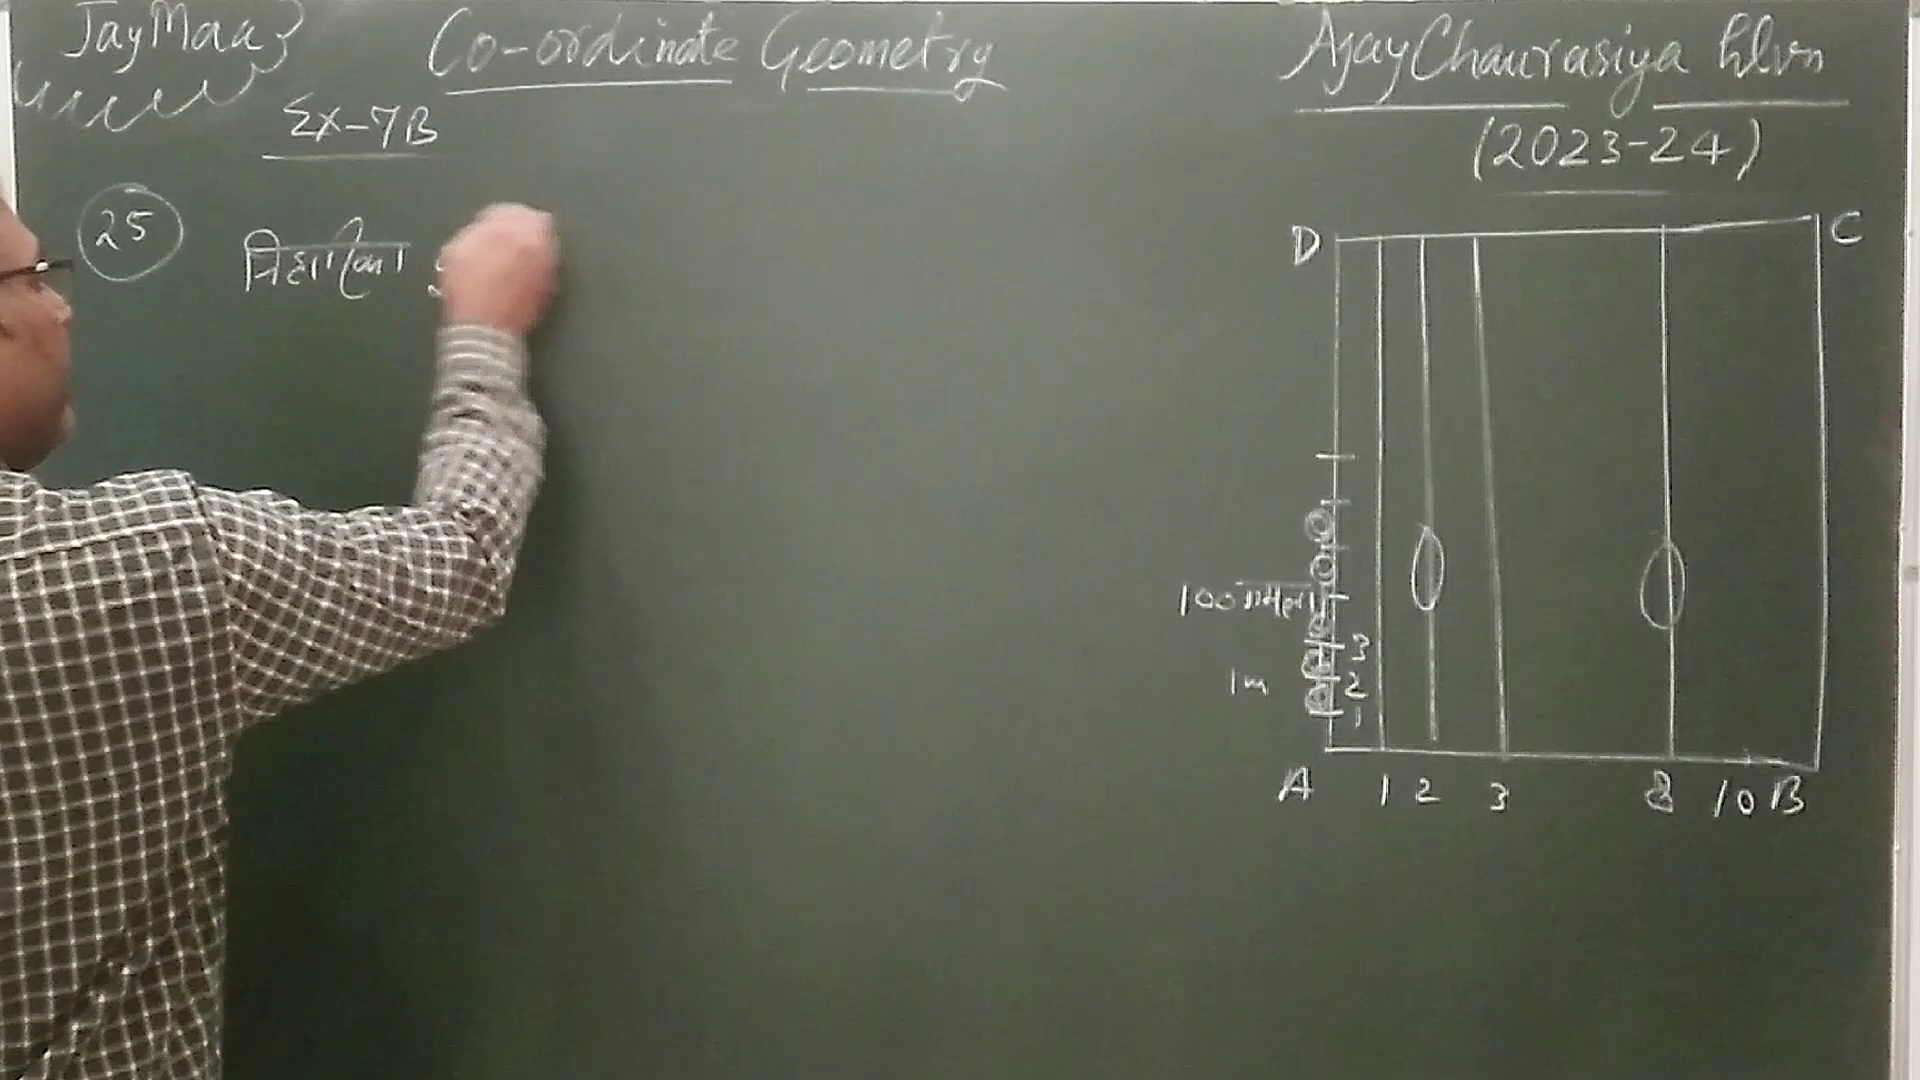 JayMaa}
Co-ordinate Geometry
AjayChaurasiya hlvn
(2023-24)
Ex-7B
25
निहारिका
D
C
100 गमला
1m
3
2
1
A 1 2 3 8 10 B